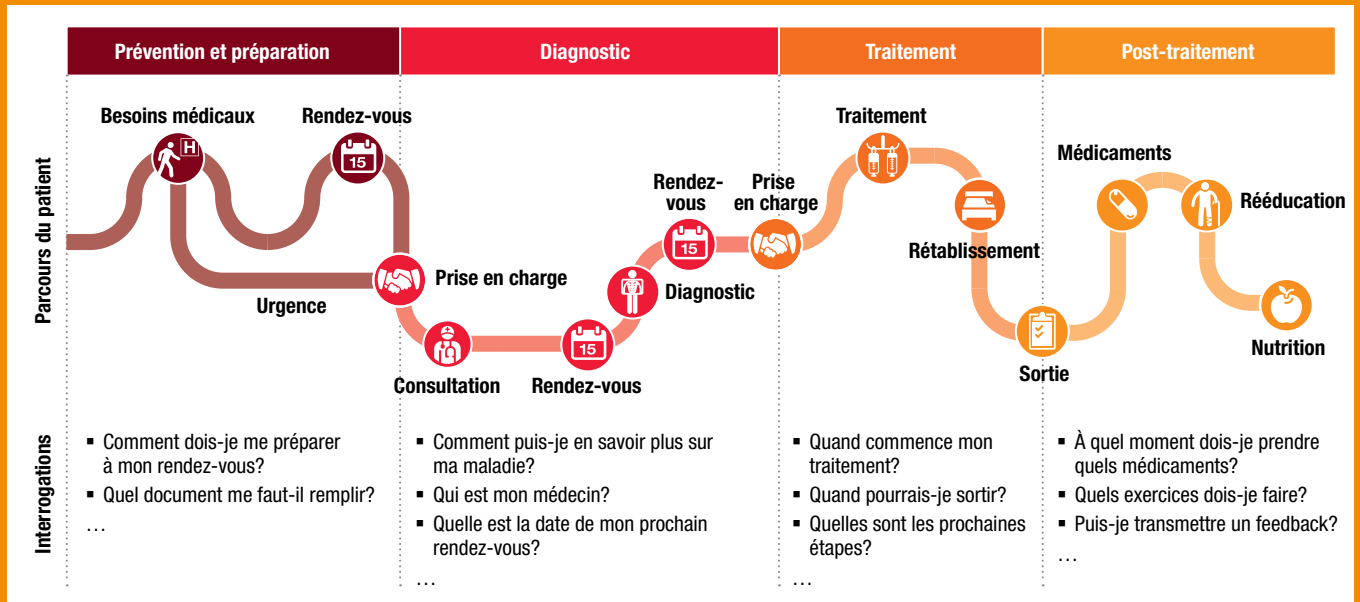 Prévention et préparation
Diagnostic
Traitement
Post-traitement
Parcours du patient
Besoins médicaux
H
Rendez-vous
15
Urgence
Prise en charge
Consultation
15
Rendez-vous
Diagnostic
Rendez-
vous
15
Prise
en charge
Traitement
Rétablissement
Sortie
Médicaments
Rééducation
Nutrition
Interrogations
▪ Comment dois-je me préparer
à mon rendez-vous?
▪ Quel document me faut-il remplir?
…
▪ Comment puis-je en savoir plus sur
ma maladie?
▪ Qui est mon médecin?
▪ Quelle est la date de mon prochain
rendez-vous?
…
▪ Quand commence mon
traitement?
▪ Quand pourrais-je sortir?
▪ Quelles sont les prochaines
étapes?
…
▪ À quel moment dois-je prendre
quels médicaments?
▪ Quels exercices dois-je faire?
▪ Puis-je transmettre un feedback?
…